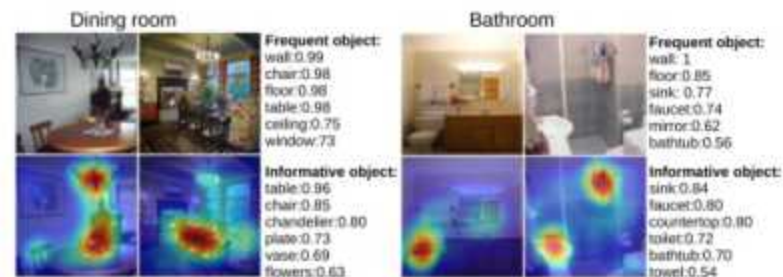 Dining room
Frequent object:
wall:0.99
chair:0.98
floor:0.98
table:0.98
ceiling:0.75
window:73
Informative object:
table:0.96
chair:0.85
chandelier:0.80
plate:0.73
vase:0.69
flowers:0.63
Bathroom
Frequent object:
wall: 1
floor:0.85
sink: 0.77
faucet:0.74
mirror:0.62
bathtub:0.56
Informative object:
sink:0.84
faucet:0.80
countertop:0.80
toilet:0.72
bathtub:0.70
towel:0.54